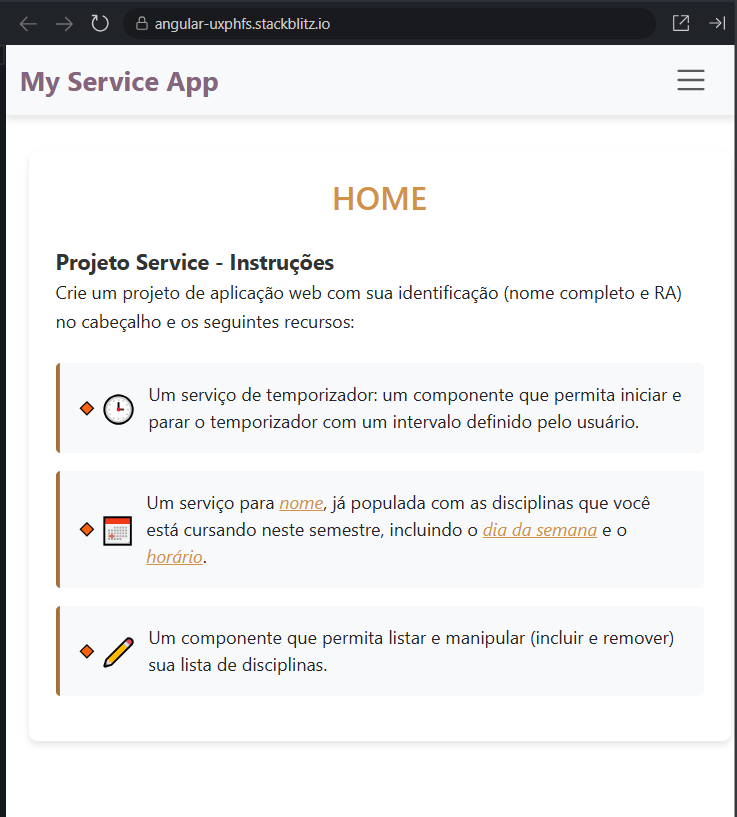 angular-uxphfs.stackblitz.io
My Service App
HOME
Projeto Service - Instruções
Crie um projeto de aplicação web com sua identificação (nome completo e RA)
no cabeçalho e os seguintes recursos:
Um serviço de temporizador: um componente que permita iniciar e
parar o temporizador com um intervalo definido pelo usuário.
Um serviço para nome, já populada com as disciplinas que você
está cursando neste semestre, incluindo o dia da semana e o
horário.
Um componente que permita listar e manipular (incluir e remover)
sua lista de disciplinas.